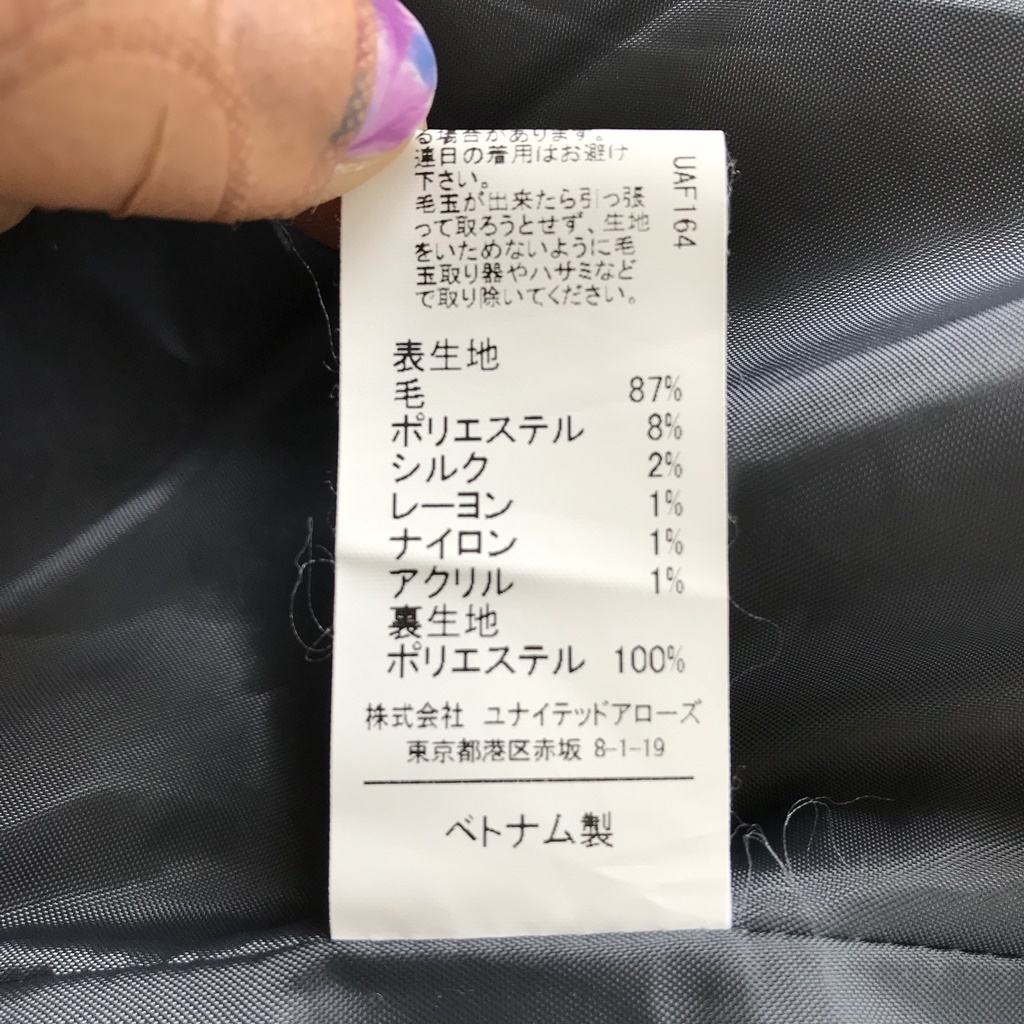 る場合があります。
連日の着用はお避け
下さい。
毛玉が出来たら引っ張
って取ろうとせず、生地
をいためないように毛
玉取り器やハサミなど
で取り除いてください。
UAF164
表生地
毛 87%
ポリエステル 8%
シルク 2%
レーヨン 1%
ナイロン 1%
アクリル 1%
裏生地
ポリエステル 100%
株式会社 ユナイテッドアローズ
東京都港区赤坂 8-1-19
ベトナム製